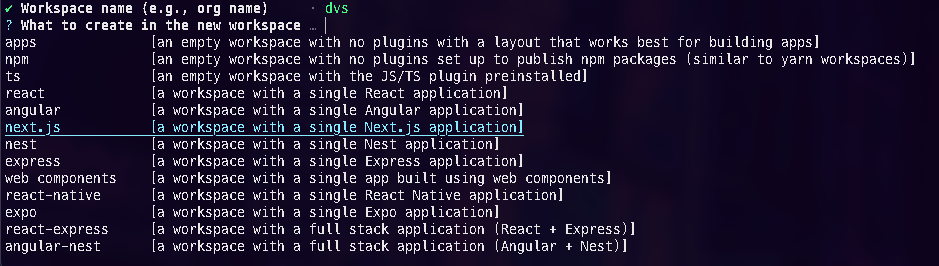 ✔ Workspace name (e.g., org name)     · dvs
? What to create in the new workspace …
apps              [an empty workspace with no plugins with a layout that works best for building apps]
npm               [an empty workspace with no plugins set up to publish npm packages (similar to yarn workspaces)]
ts                [an empty workspace with the JS/TS plugin preinstalled]
react             [a workspace with a single React application]
angular           [a workspace with a single Angular application]
next.js           [a workspace with a single Next.js application]
nest              [a workspace with a single Nest application]
express           [a workspace with a single Express application]
web components    [a workspace with a single app built using web components]
react-native      [a workspace with a single React Native application]
expo              [a workspace with a single Expo application]
react-express     [a workspace with a full stack application (React + Express)]
angular-nest      [a workspace with a full stack application (Angular + Nest)]